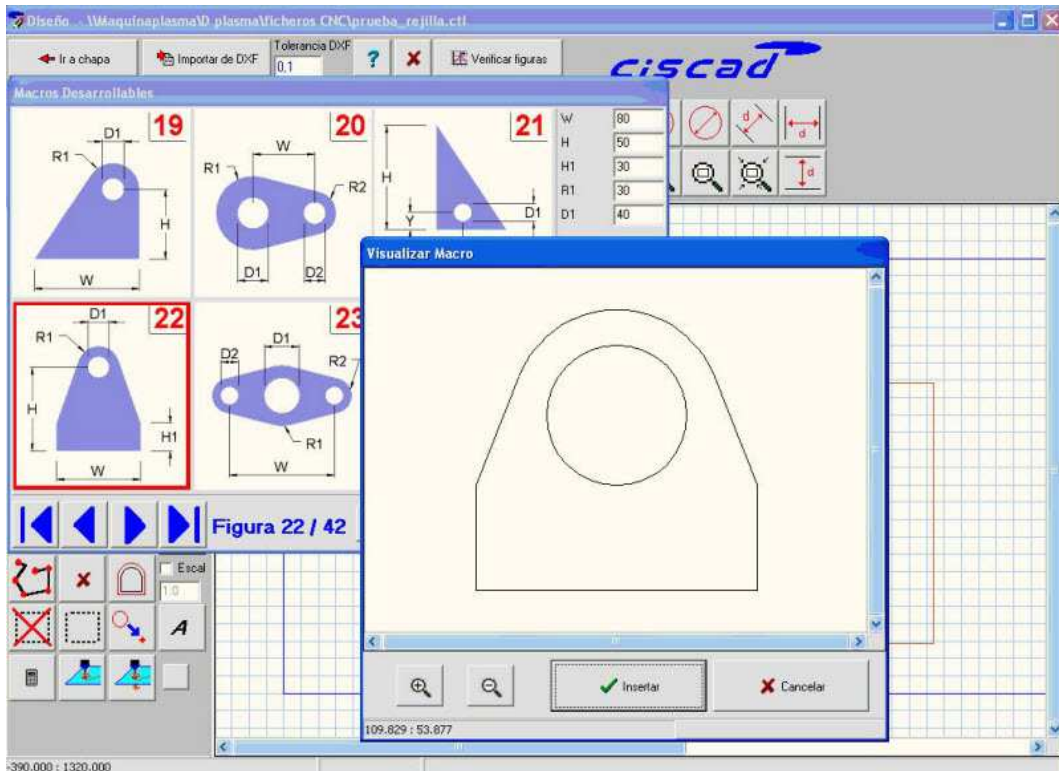 Diseño - \\Maquinaplasma\D plasma\ficheros CNC\prueba_rejilla.ctl
Ir a chapa
Importar de DXF
Tolerancia DXF
0,1
?
Verificar figuras
ciscad
Macros Desarrollables
19
D1
R1
H
W
20
W
R1
R2
D1
D2
21
H
Y
D1
W
80
H
50
H1
30
R1
30
D1
40
d
d
d
22
D1
R1
H
H1
W
23
D1
D2
R2
R1
W
Figura 22 / 42
Visualizar Macro
Insertar
Cancelar
109.829 : 53.877
Escal
1.0
A
-390.000 : 1320.000